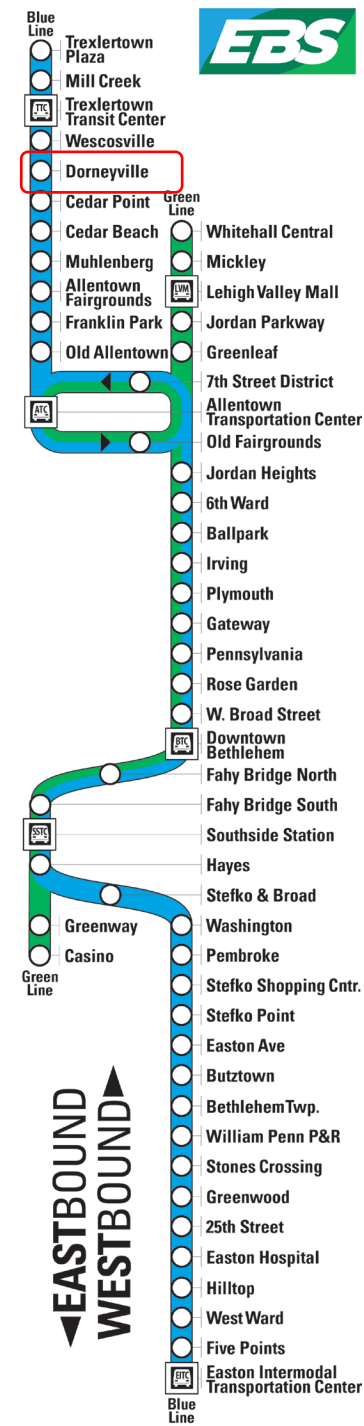 Blue
Line
EBS
Trexlertown
Plaza
Mill Creek
TTC
Trexlertown
Transit Center
Wescosville
Dorneyville
Cedar Point
Green
Line
Cedar Beach
Whitehall Central
Muhlenberg
Mickley
Allentown
Fairgrounds
LVM
Lehigh Valley Mall
Franklin Park
Jordan Parkway
Old Allentown
Greenleaf
7th Street District
ATC
Allentown
Transportation Center
Old Fairgrounds
Jordan Heights
6th Ward
Ballpark
Irving
Plymouth
Gateway
Pennsylvania
Rose Garden
W. Broad Street
BTC
Downtown
Bethlehem
Fahy Bridge North
Fahy Bridge South
SSTC
Southside Station
Hayes
Stefko & Broad
Greenway
Washington
Casino
Pembroke
Green
Line
Stefko Shopping Cntr.
Stefko Point
Easton Ave
Butztown
Bethlehem Twp.
William Penn P&R
Stones Crossing
Greenwood
25th Street
Easton Hospital
Hilltop
West Ward
Five Points
EITC
Easton Intermodal
Transportation Center
Blue
Line
EASTBOUND
WESTBOUND